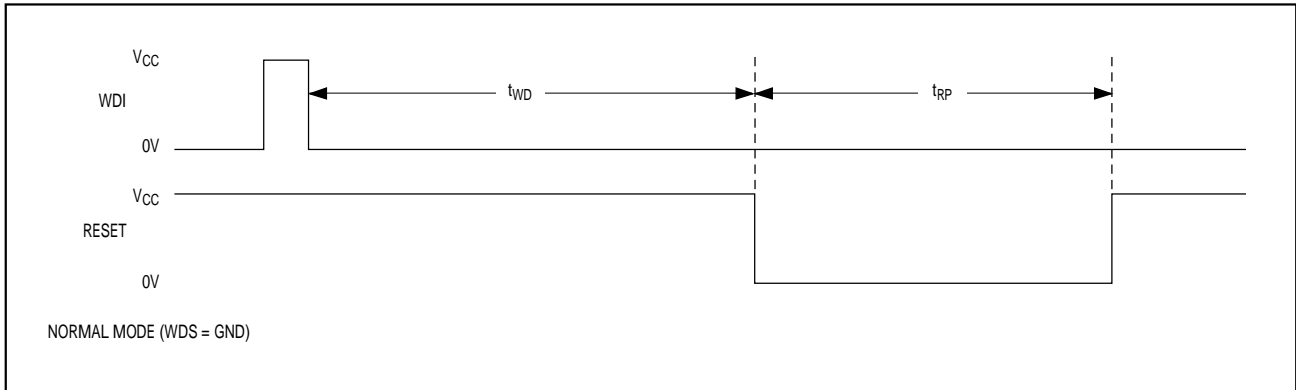 VCC
WDI
tWD
tRP
0V
VCC
RESET
0V
NORMAL MODE (WDS = GND)